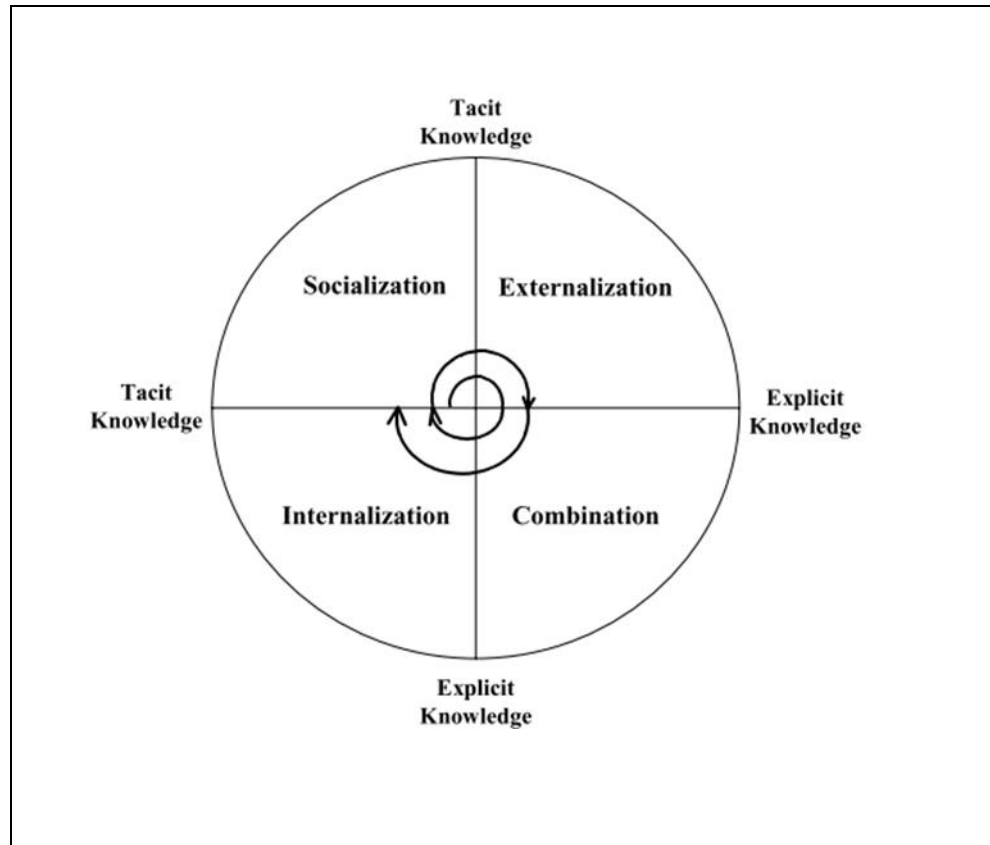 Tacit
Knowledge
Socialization
Externalization
Tacit
Knowledge
Explicit
Knowledge
Internalization
Combination
Explicit
Knowledge